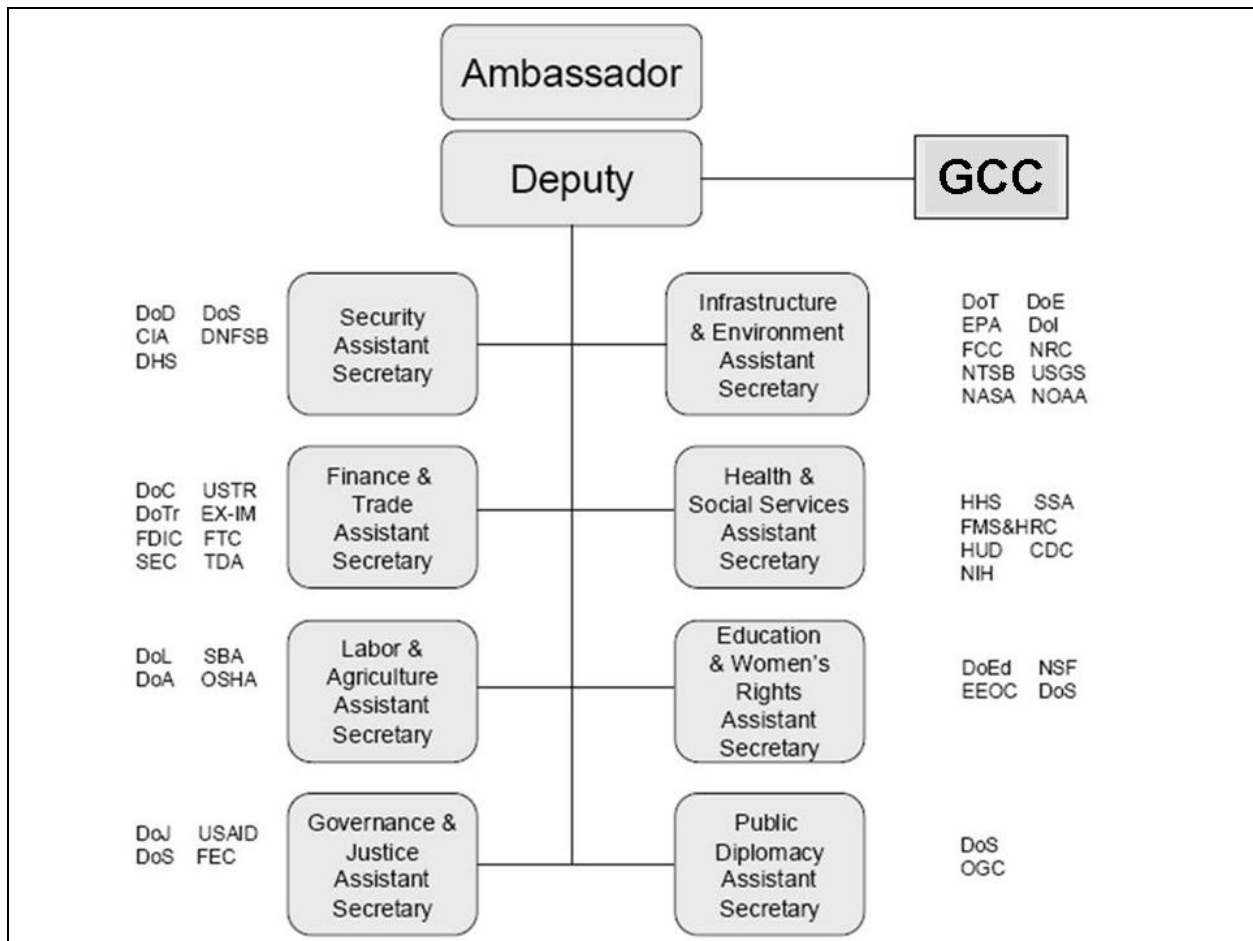 Ambassador
Deputy
GCC
DoD DoS
CIA DNFSB
DHS
Security
Assistant
Secretary
Infrastructure
& Environment
Assistant
Secretary
DoT DoE
EPA DoI
FCC NRC
NTSB USGS
NASA NOAA
DoC USTR
DoTr EX-IM
FDIC FTC
SEC TDA
Finance &
Trade
Assistant
Secretary
Health &
Social Services
Assistant
Secretary
HHS SSA
FMS&HRC
HUD CDC
NIH
DoL SBA
DoA OSHA
Labor &
Agriculture
Assistant
Secretary
Education
& Women's
Rights
Assistant
Secretary
DoEd NSF
EEOC DoS
DoJ USAID
DoS FEC
Governance &
Justice
Assistant
Secretary
Public
Diplomacy
Assistant
Secretary
DoS
OGC